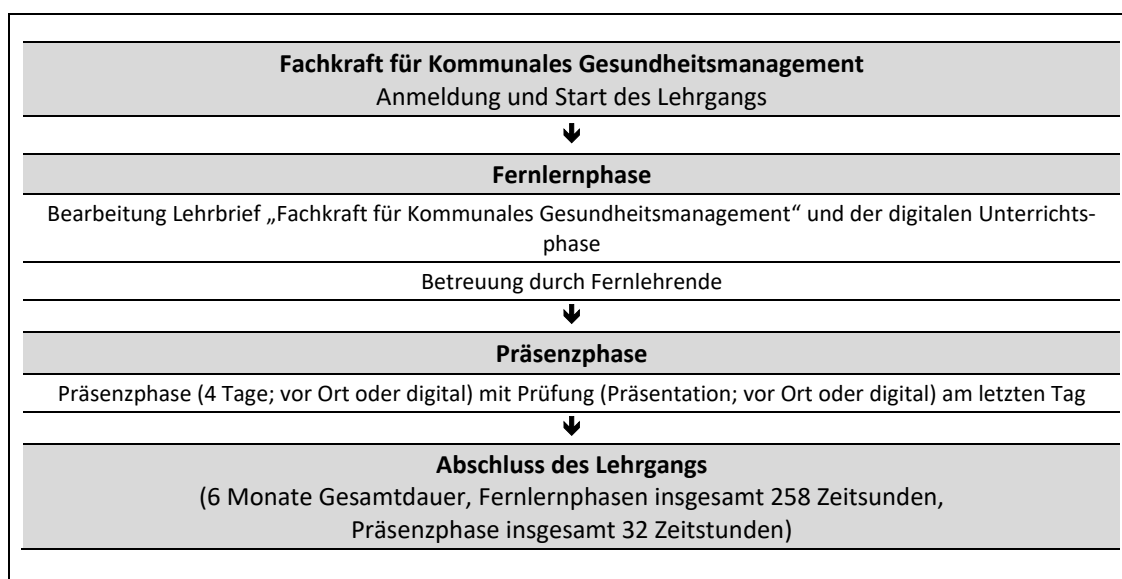 Fachkraft für Kommunales Gesundheitsmanagement
Anmeldung und Start des Lehrgangs
🡻
Fernlernphase
Bearbeitung Lehrbrief „Fachkraft für Kommunales Gesundheitsmanagement“ und der digitalen Unterrichts-
phase
Betreuung durch Fernlehrende
🡻
Präsenzphase
Präsenzphase (4 Tage; vor Ort oder digital) mit Prüfung (Präsentation; vor Ort oder digital) am letzten Tag
🡻
Abschluss des Lehrgangs
(6 Monate Gesamtdauer, Fernlernphasen insgesamt 258 Zeitsunden,
Präsenzphase insgesamt 32 Zeitstunden)